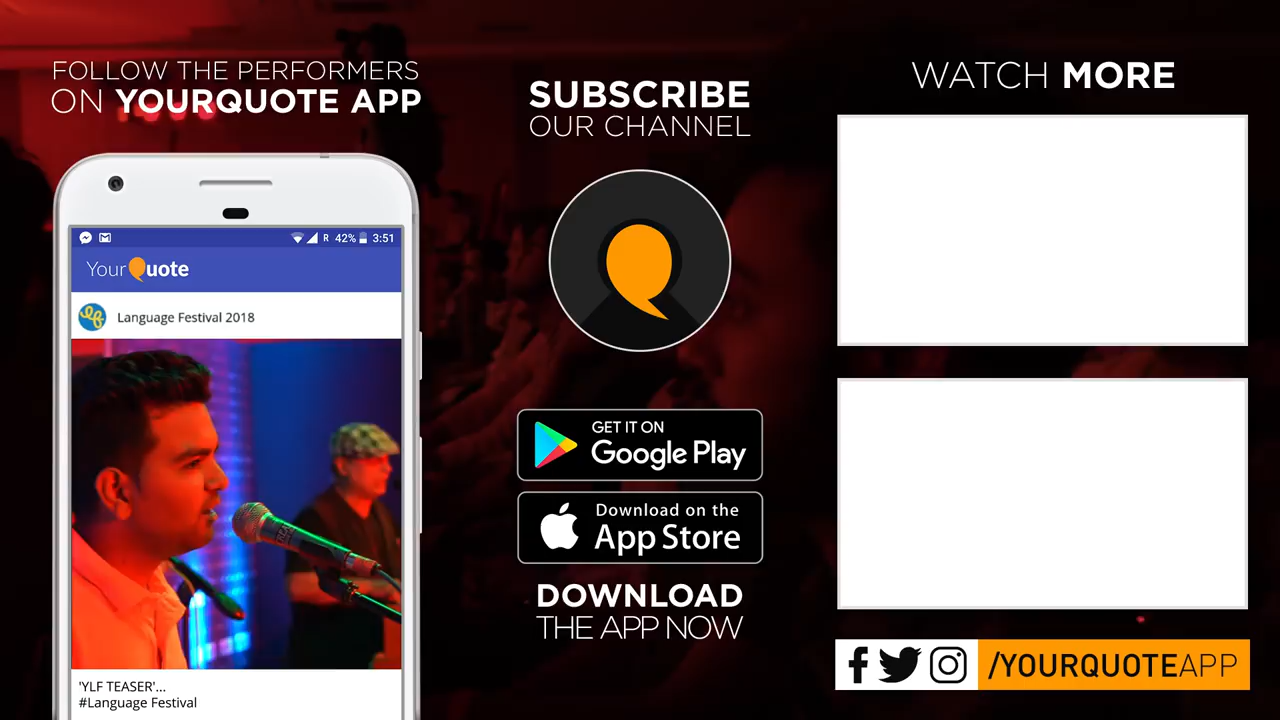 FOLLOW THE PERFORMERS
ON YOURQUOTE APP
R 42% 3:51
YourQuote
Language Festival 2018
'YLF TEASER'...
#Language Festival
SUBSCRIBE
OUR CHANNEL
GET IT ON
Google Play
Download on the
App Store
DOWNLOAD
THE APP NOW
WATCH MORE
/YOURQUOTEAPP